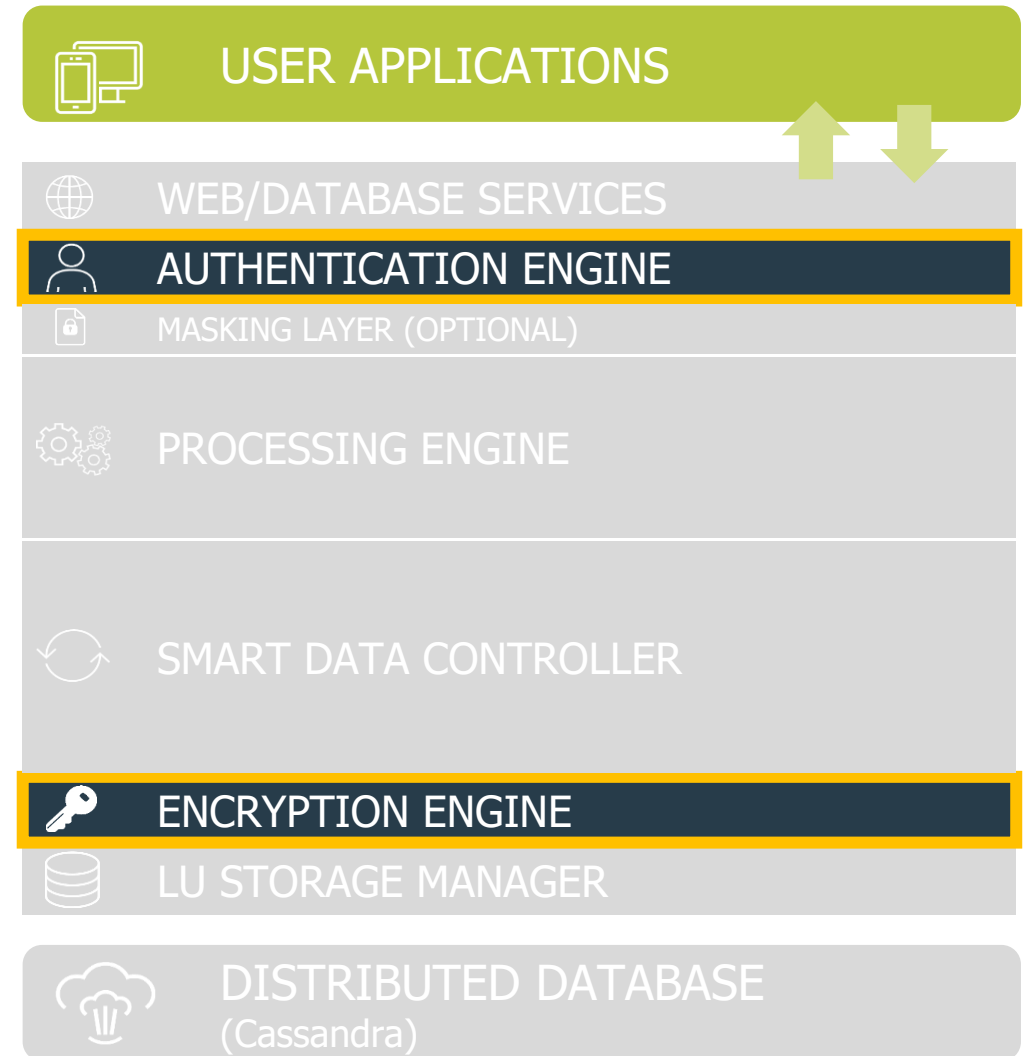 USER APPLICATIONS
WEB/DATABASE SERVICES
AUTHENTICATION ENGINE
MASKING LAYER (OPTIONAL)
PROCESSING ENGINE
SMART DATA CONTROLLER
ENCRYPTION ENGINE
LU STORAGE MANAGER
DISTRIBUTED DATABASE
(Cassandra)